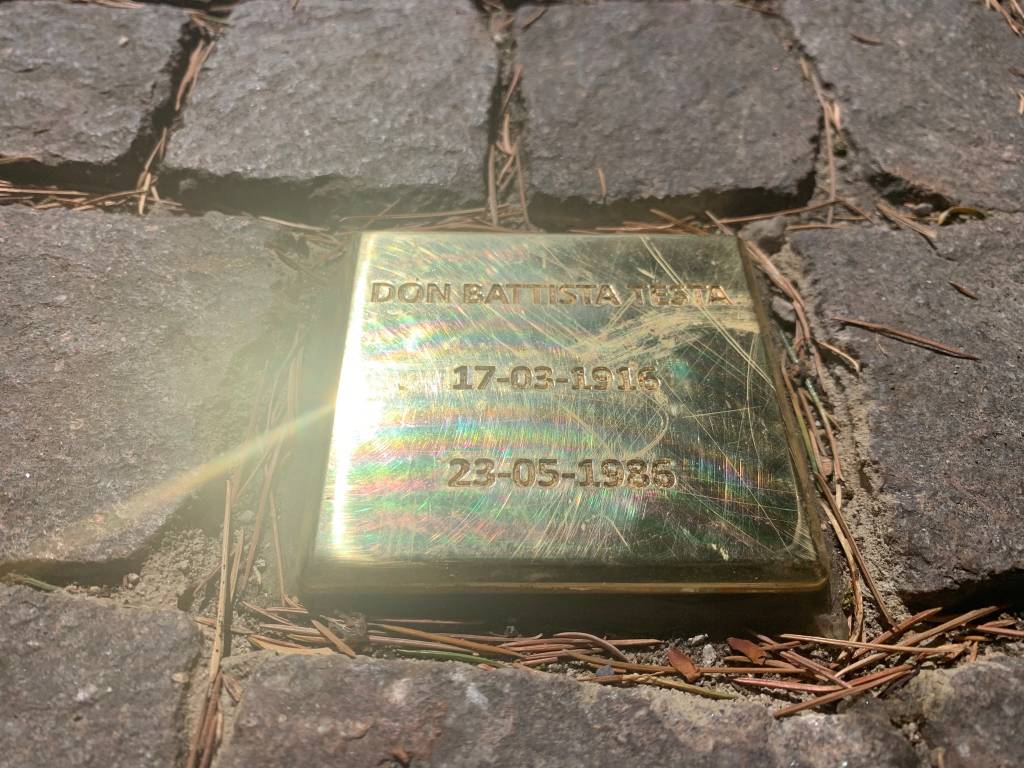 DON BATTISTA TESTA
17-03-1916
23-05-1986